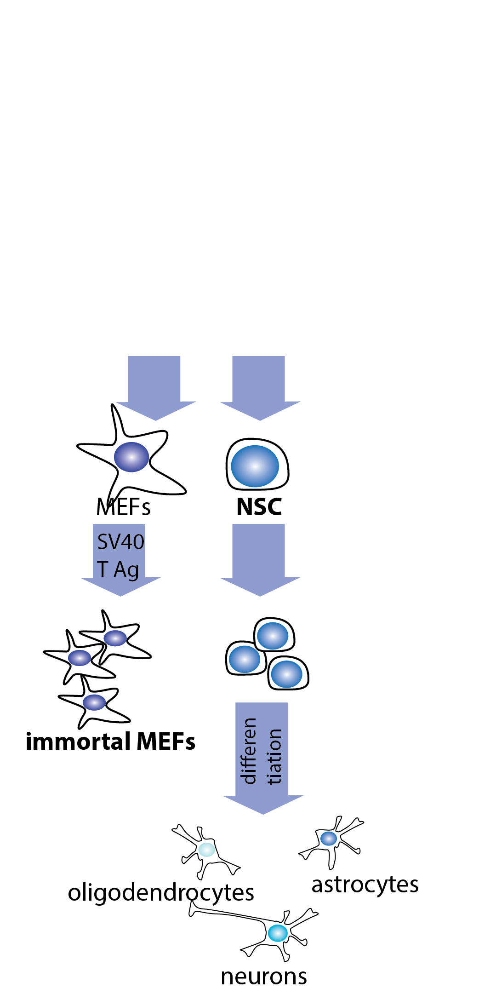 MEFs
NSC
SV40
T Ag
immortal MEFs
differen
tiation
oligodendrocytes
astrocytes
neurons